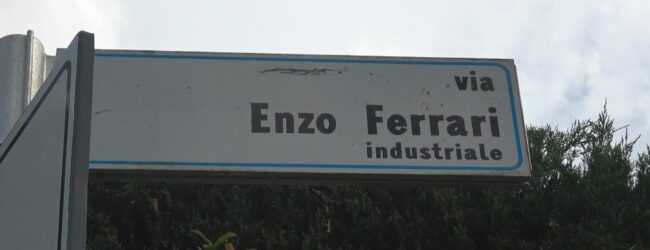 via
Enzo Ferrari
industriale